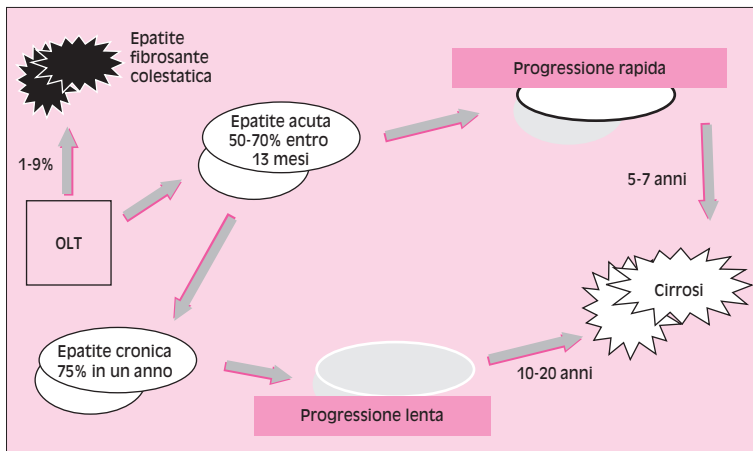 Epatite
fibrosante
colestatica
Progressione rapida
Epatite acuta
50-70% entro
13 mesi
1-9%
5-7 anni
OLT
Cirrosi
Epatite cronica
75% in un anno
10-20 anni
Progressione lenta